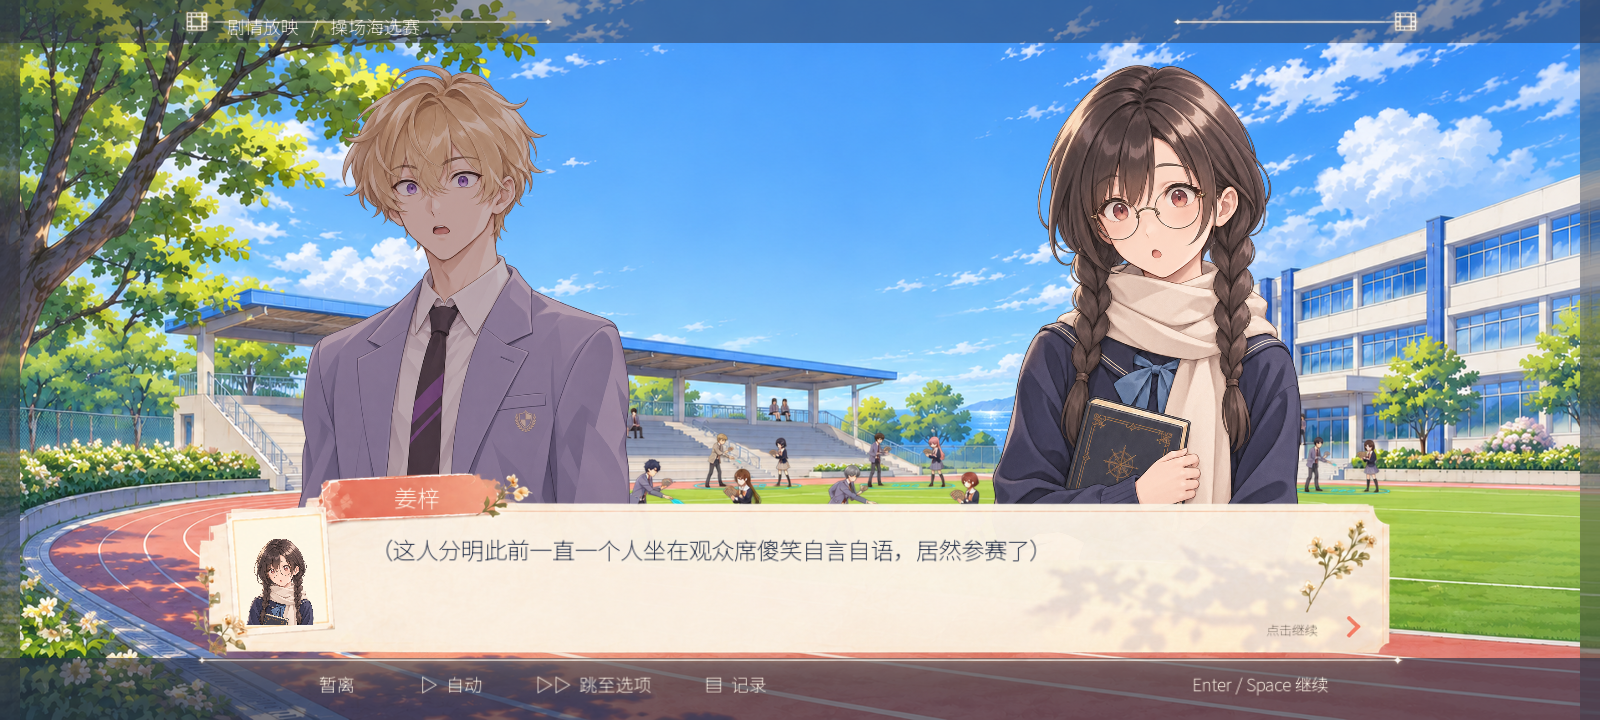 剧情放映 / 操场海选赛
姜梓
（这人分明此前一直一个人坐在观众席傻笑自言自语，居然参赛了）
点击继续
暂离
自动
跳至选项
记录
Enter / Space 继续